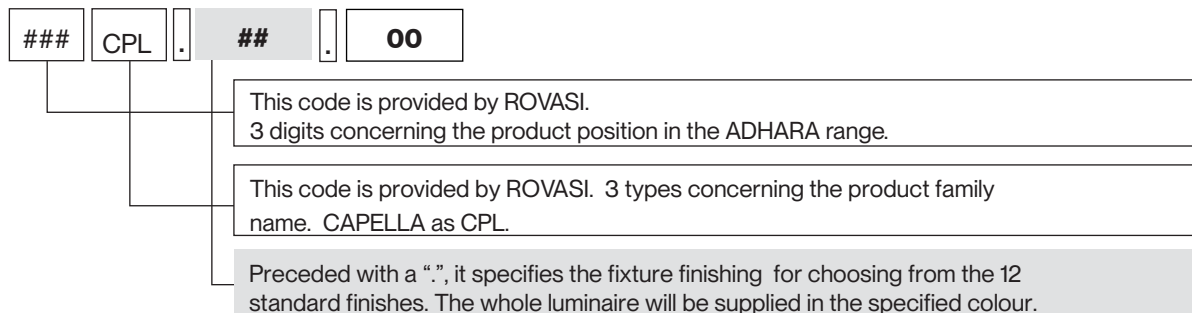 ### CPL . ## . 00
This code is provided by ROVASI.
3 digits concerning the product position in the ADHARA range.
This code is provided by ROVASI. 3 types concerning the product family
name. CAPELLA as CPL.
Preceded with a “.”, it specifies the fixture finishing for choosing from the 12
standard finishes. The whole luminaire will be supplied in the specified colour.